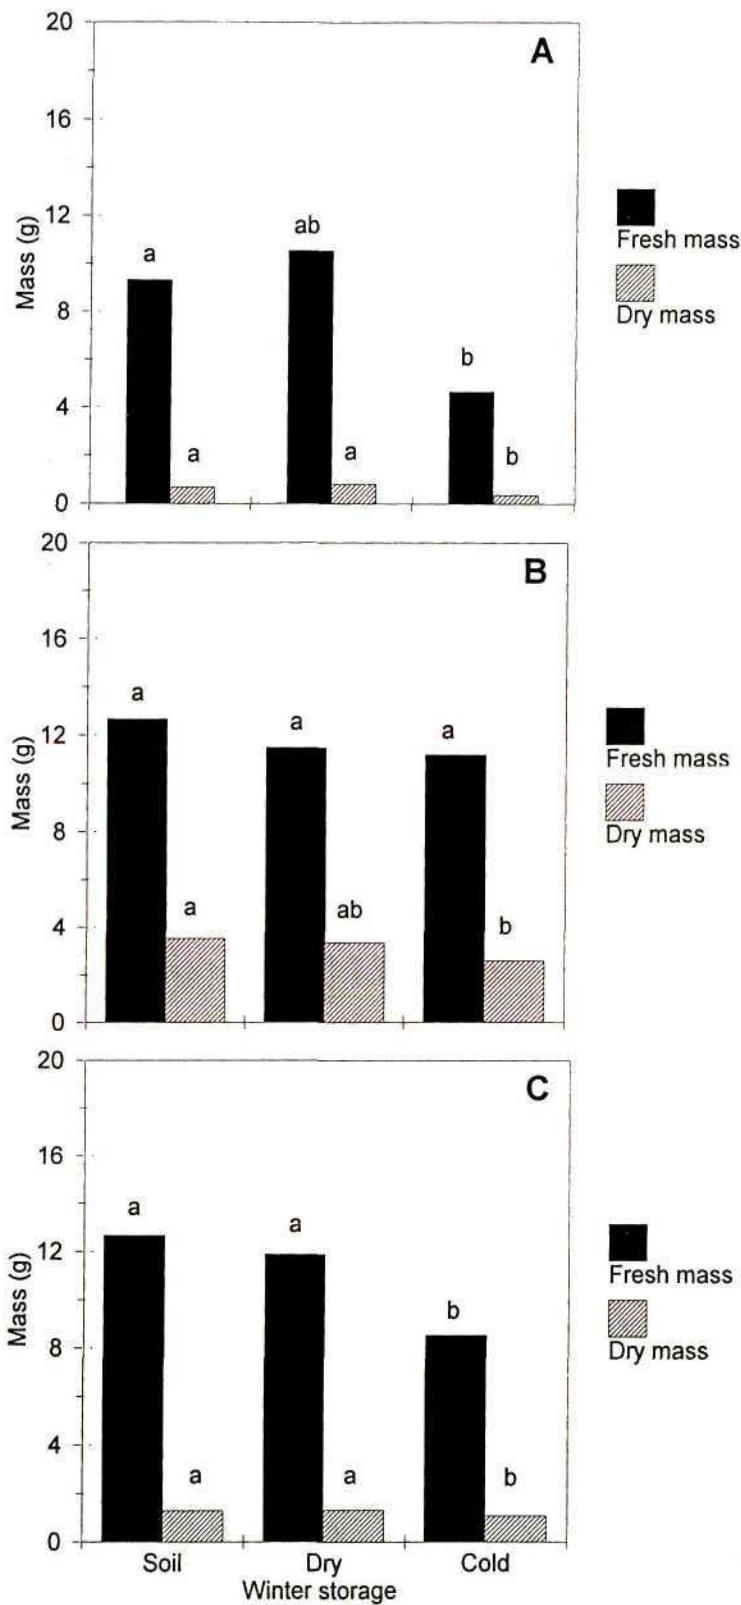 20
A
16
12
8
4
0
Mass (g)
a
ab
b
a
a
b
Fresh mass
Dry mass
20
B
16
12
8
4
0
Mass (g)
a
a
a
a
ab
b
Fresh mass
Dry mass
20
C
16
12
8
4
0
Mass (g)
a
a
b
a
a
b
Fresh mass
Dry mass
Soil Dry Cold
Winter storage